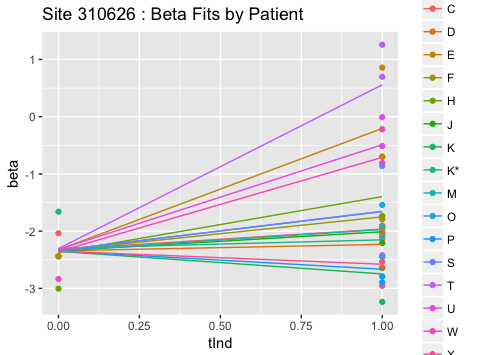 Site 310626 : Beta Fits by Patient
beta
1
0
-1
-2
-3
0.00 0.25 0.50 0.75 1.00
tInd
C
D
E
F
H
J
K
K*
M
O
P
S
T
U
W